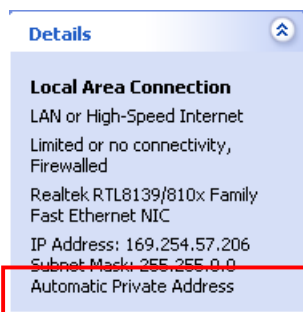 Details
Local Area Connection
LAN or High-Speed Internet
Limited or no connectivity,
Firewalled
Realtek RTL8139/810x Family
Fast Ethernet NIC
IP Address: 169.254.57.206
Subnet Mask: 255.255.0.0
Automatic Private Address